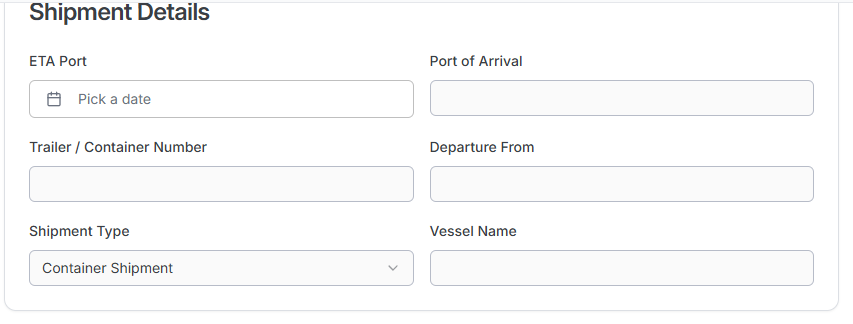 Shipment Details
ETA Port
Port of Arrival
Pick a date
Trailer / Container Number
Departure From
Shipment Type
Vessel Name
Container Shipment